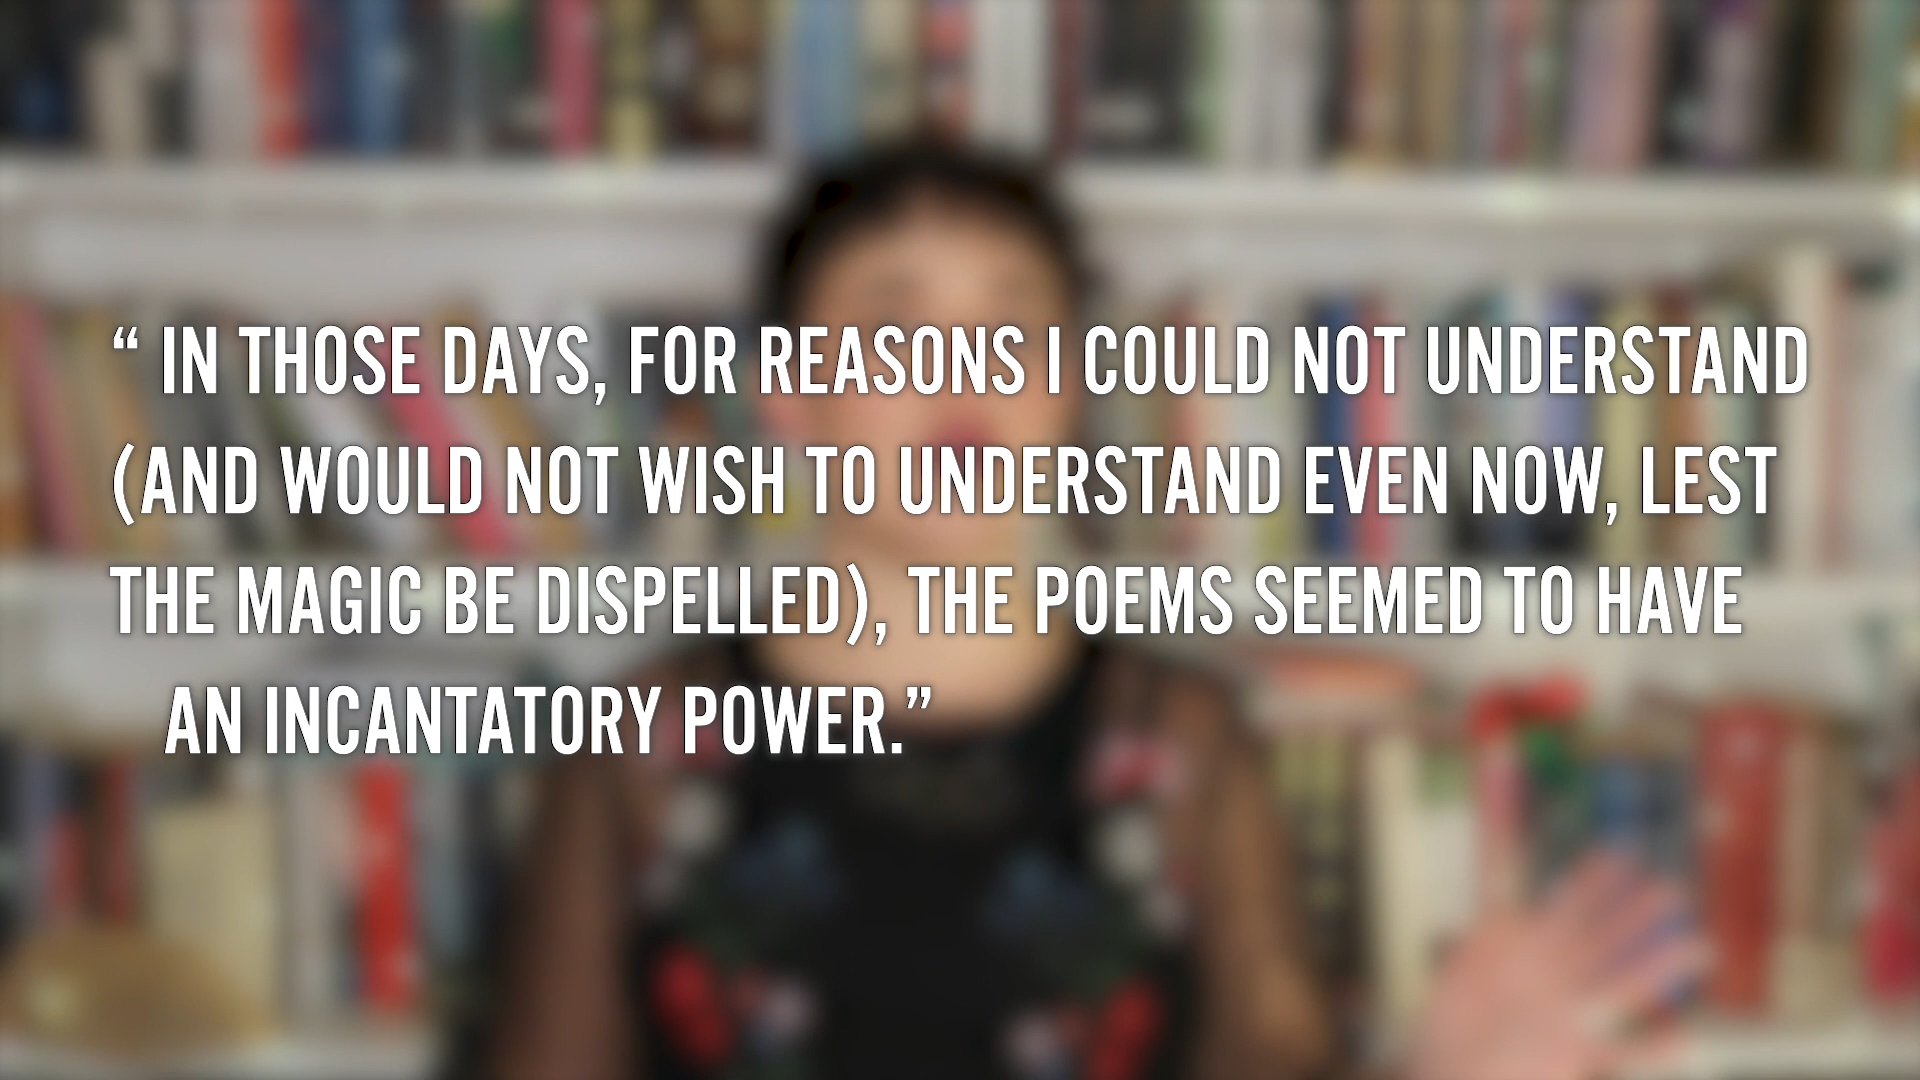 “ IN THOSE DAYS, FOR REASONS I COULD NOT UNDERSTAND
(AND WOULD NOT WISH TO UNDERSTAND EVEN NOW, LEST
THE MAGIC BE DISPELLED), THE POEMS SEEMED TO HAVE
AN INCANTATORY POWER.”